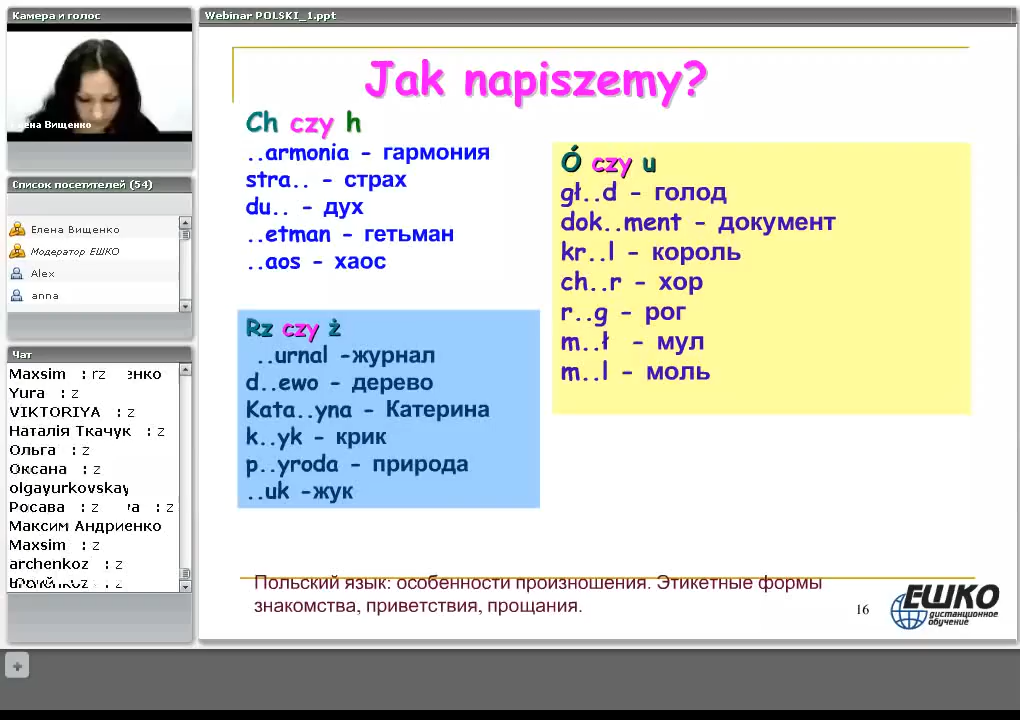 Камера и голос
Елена Вищенко
Список посетителей (54)
Елена Вищенко
Модератор ЕШКО
Alex
anna
Чат
Maxsim : rz
Yura : z
VIKTORIYA : z
Наталія Ткачук : z
Ольга : z
Оксана : z
olgayurkovskay
Росава : z : z
Максим Андриенко
Maxsim : z
archenkoz : z
Webinar POLSKI_1.ppt
Jak napiszemy?
Ch czy h
..armonia - гармония
stra.. - страх
du.. - дух
..etman - гетьман
..aos - хаос
Rz czy ż
..urnal -журнал
d..ewo - дерево
Kata..yna - Катерина
k..yk - крик
p..yroda - природа
..uk -жук
Ó czy u
gł..d - голод
dok..ment - документ
kr..l - король
ch..r - хор
r..g - рог
m..ł - мул
m..l - моль
Польский язык: особенности произношения. Этикетные формы
знакомства, приветствия, прощания.
16
ЕШКО
дистанционное
обучение